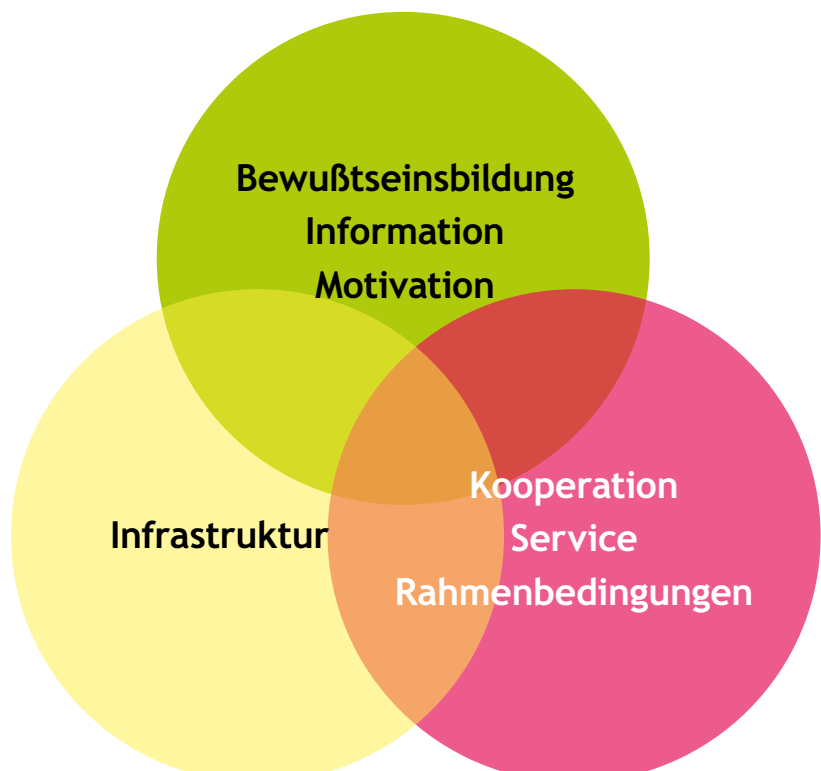 Bewußtseinsbildung
Information
Motivation
Infrastruktur
Kooperation
Service
Rahmenbedingungen